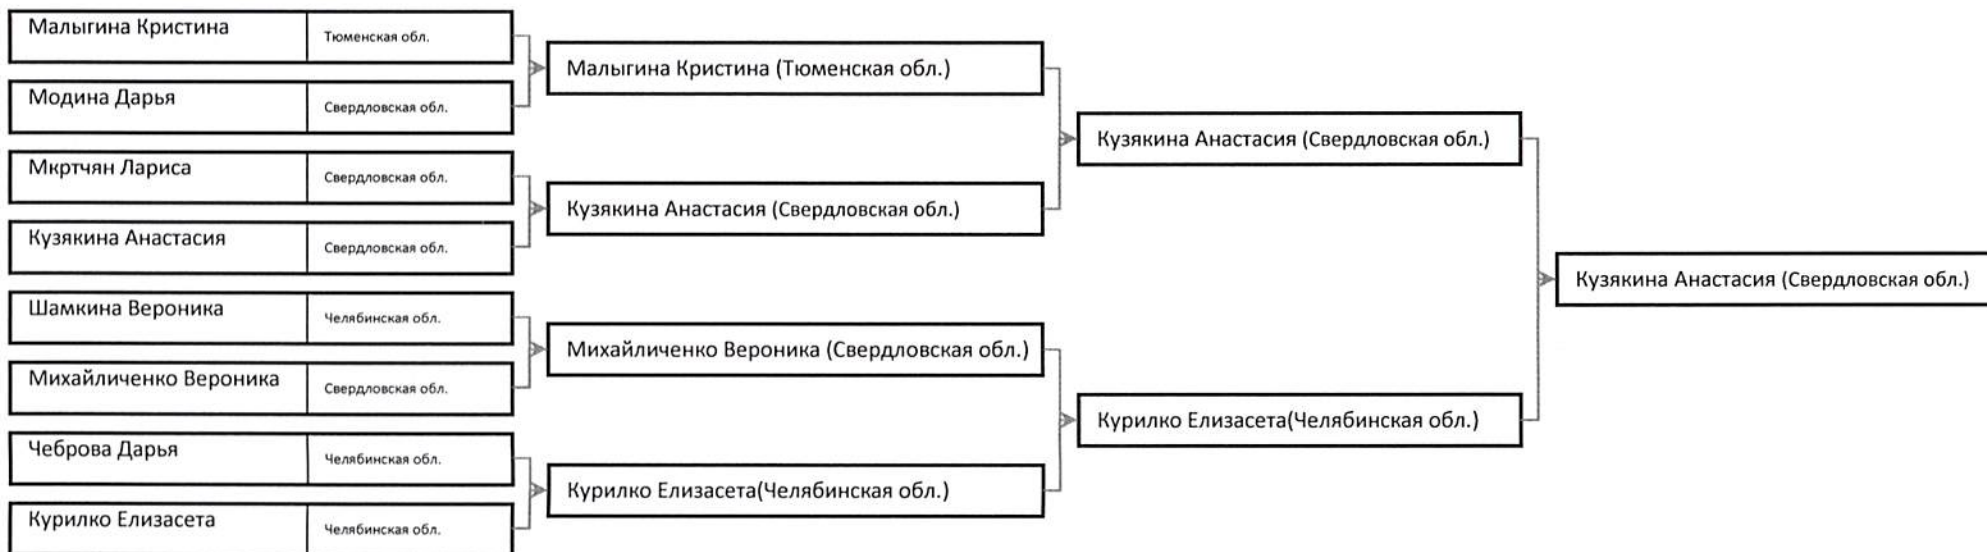 Малыгина Кристина
Тюменская обл.
Модина Дарья
Свердловская обл.
Мкртчян Лариса
Свердловская обл.
Кузякина Анастасия
Свердловская обл.
Шамкина Вероника
Челябинская обл.
Михайличенко Вероника
Свердловская обл.
Чеброва Дарья
Челябинская обл.
Курилко Елизасета
Челябинская обл.
Малыгина Кристина (Тюменская обл.)
Кузякина Анастасия (Свердловская обл.)
Михайличенко Вероника (Свердловская обл.)
Курилко Елизасета(Челябинская обл.)
Кузякина Анастасия (Свердловская обл.)
Курилко Елизасета(Челябинская обл.)
Кузякина Анастасия (Свердловская обл.)